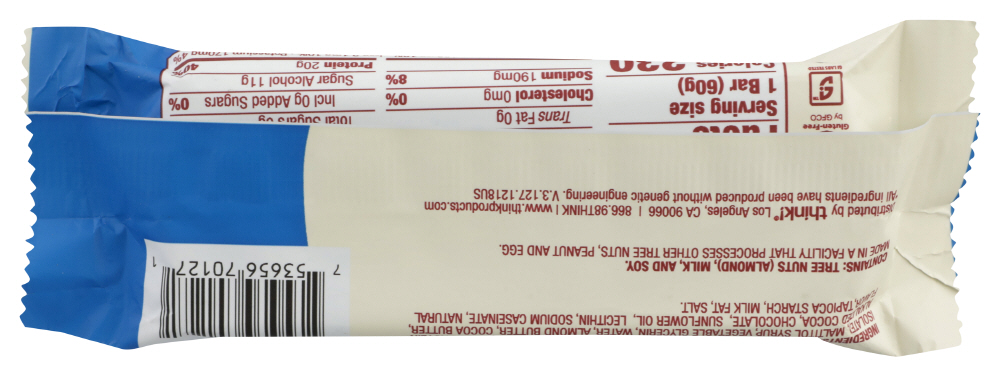 INGREDIENTS
ISOLATE, MALTITOL SYRUP, VEGETABLE GLYCERIN, WATER, ALMOND BUTTER, COCOA BUTTER,
ALKALIZED COCOA, CHOCOLATE, SUNFLOWER OIL, LECITHIN, SODIUM CASEINATE, NATURAL
FLAVOR, TAPIOCA STARCH, MILK FAT, SALT.
CONTAINS: TREE NUTS (ALMOND), MILK, AND SOY.
MADE IN A FACILITY THAT PROCESSES OTHER TREE NUTS, PEANUT AND EGG.
Distributed by think!® Los Angeles, CA 90066 | 866.98THINK | www.thinkproducts.com
*All ingredients have been produced without genetic engineering. V.3.127.1218US
7 53656 70127 1
Gluten-Free
by GFCO
Facts
Serving size
1 Bar (60g)
Calories 230
Trans Fat 0g
Cholesterol 0mg 0%
Sodium 190mg 8%
Total Sugars 0g
Incl 0g Added Sugars 0%
Sugar Alcohol 11g
Protein 20g 40%
Potassium 170mg 4%